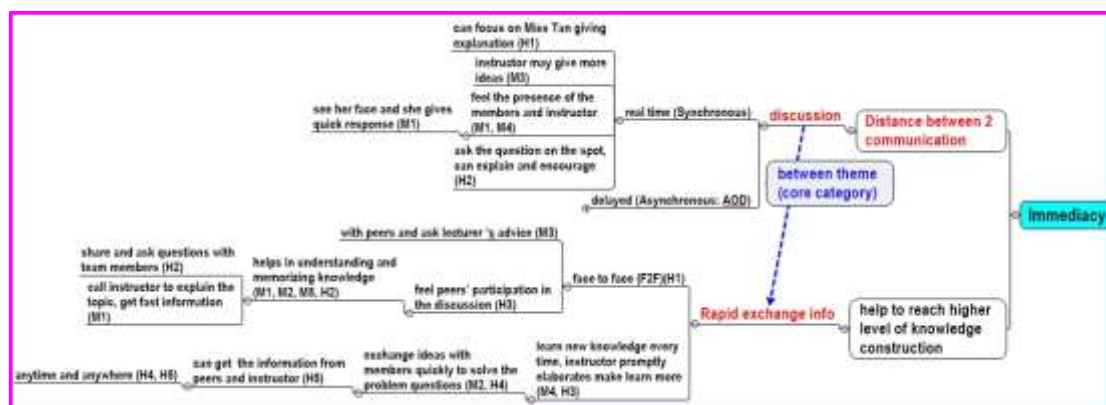 can focus on Miss Tan giving
explanation (H1)
instructor may give more
ideas (M3)
feel the presence of the
members and instructor
(M1, M4)
see her face and she gives
quick response (M1)
ask the question on the spot,
can explain and encourage
(H2)
real time (Synchronous)
delayed (Asynchronous: AOD)
discussion
Distance between 2
communication
between theme
(core category)
Immediacy
with peers and ask lecturer 's advice (M3)
share and ask questions with
team members (H2)
call instructor to explain the
topic, get fast information
(M1)
helps in understanding and
memorizing knowledge
(M1, M2, M5, H2)
feel peers' participation in
the discussion (H3)
face to face (F2F)(H1)
Rapid exchange info
help to reach higher
level of knowledge
construction
anytime and anywhere (H4, H5)
can get the information from
peers and instructor (H5)
exchange ideas with
members quickly to solve the
problem questions (M2, H4)
learn new knowledge every
time, instructor promptly
elaborates make learn more
(M4, H3)